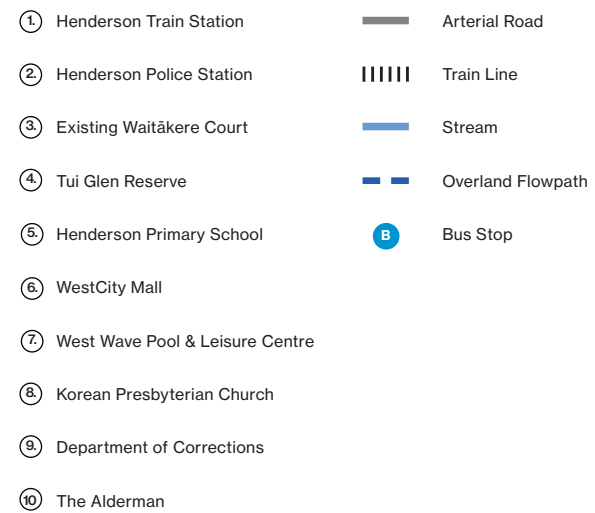 1. Henderson Train Station
2. Henderson Police Station
3. Existing Waitākere Court
4. Tui Glen Reserve
5. Henderson Primary School
6. WestCity Mall
7. West Wave Pool & Leisure Centre
8. Korean Presbyterian Church
9. Department of Corrections
10 The Alderman
Arterial Road
Train Line
Stream
Overland Flowpath
B Bus Stop